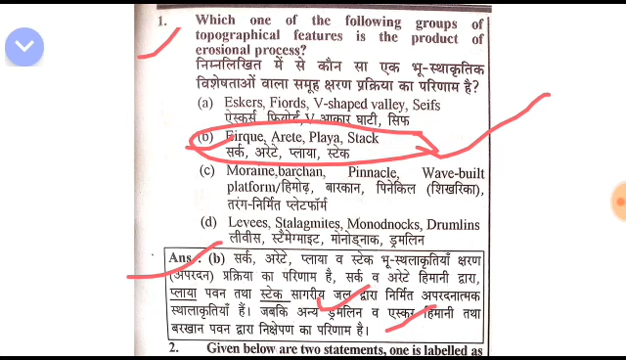 1. Which one of the following groups of
topographical features is the product of
erosional process?
निम्नलिखित में से कौन सा एक भू-स्थाकृतिक
विशेषताओं वाला समूह क्षरण प्रक्रिया का परिणाम है?
(a) Eskers, Fiords, V-shaped valley, Seifs
ऐस्कर्स, फियोर्ड, V आकार घाटी, सिफ
(b) Eirque, Arete, Playa, Stack
सर्क, अरेटे, प्लाया, स्टेक
(c) Moraine,barchan, Pinnacle, Wave-built
platform/हिमोढ़, बारकान, पिनेकिल (शिखरिका),
तरंग-निर्मित प्लेटफॉर्म
(d) Levees, Stalagmites, Monodnocks, Drumlins
लीवीस, स्टैमेग्माइट, मोनोड्नाक, ड्रमलिन
Ans : (b) सर्क, अरेटे, प्लाया व स्टेक भू-स्थलाकृतियाँ क्षरण
(अपरदन) प्रक्रिया का परिणाम है, सर्क व अरेटे हिमानी द्वारा,
प्लाया पवन तथा स्टेक सागरीय जल द्वारा निर्मित अपरदनात्मक
स्थालाकृतियाँ हैं। जबकि अन्य ड्रमलिन व एस्कर हिमानी तथा
बरखान पवन द्वारा निक्षेपण का परिणाम है।
2. Given below are two statements, one is labelled as